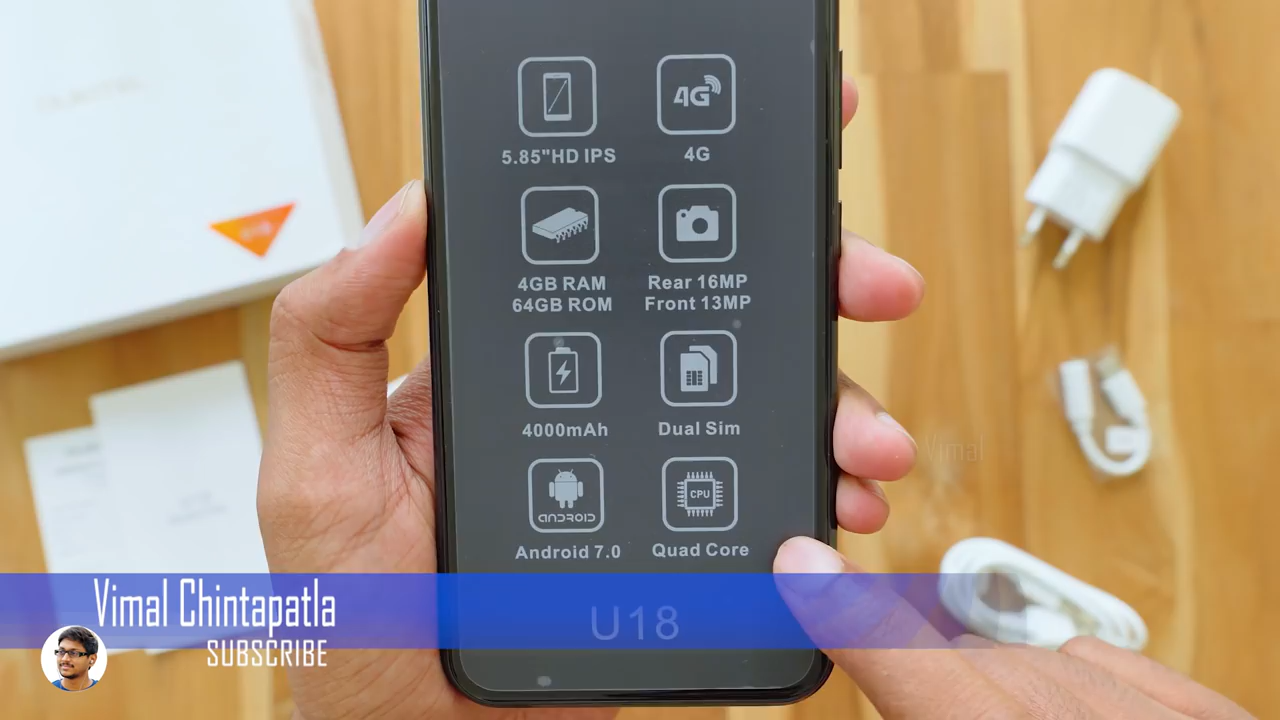 5.85"HD IPS
4G
4G
4GB RAM
64GB ROM
Rear 16MP
Front 13MP
4000mAh
Dual Sim
ANDROID
Android 7.0
CPU
Quad Core
Vimal
U18
Vimal Chintapatla
SUBSCRIBE